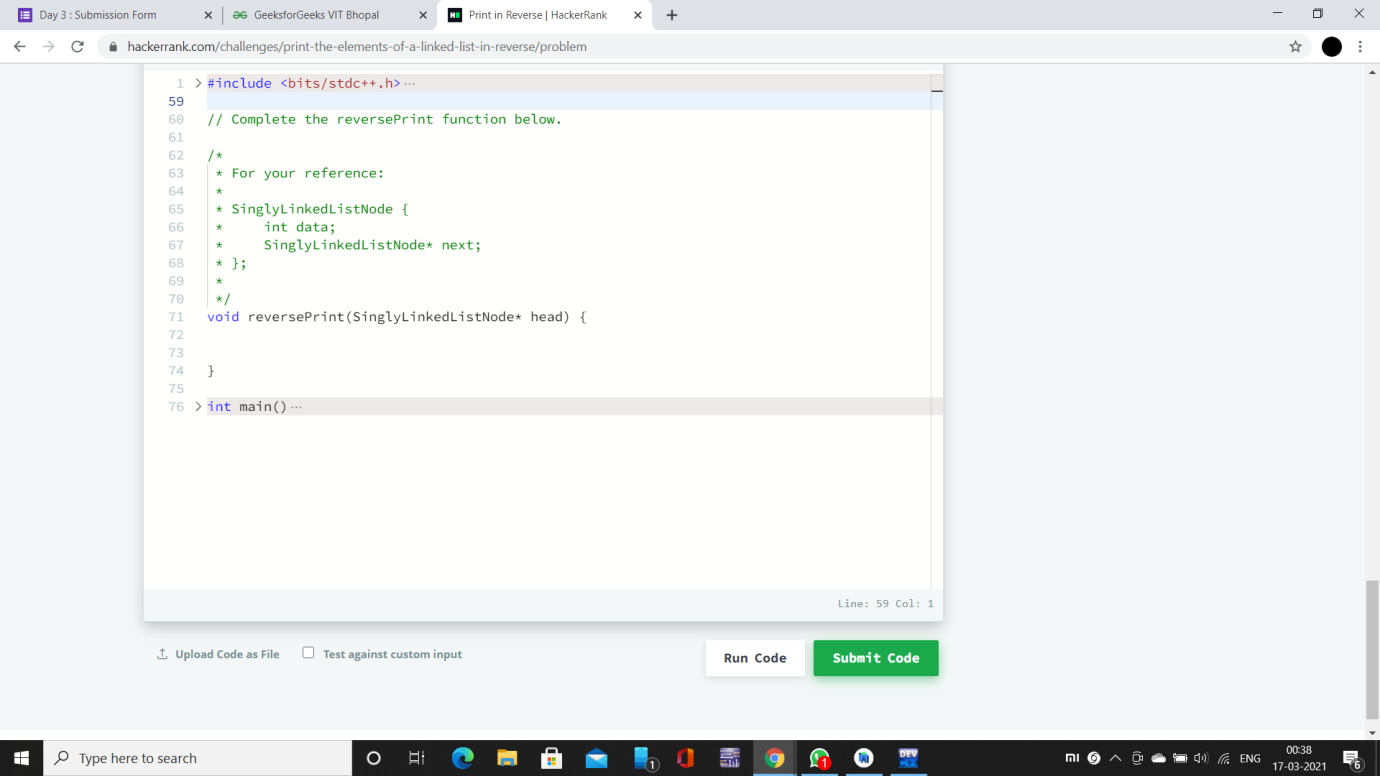 Day 3 : Submission Form
GeeksforGeeks VIT Bhopal
Print in Reverse | HackerRank
hackerrank.com/challenges/print-the-elements-of-a-linked-list-in-reverse/problem
1 > #include <bits/stdc++.h> ...
59
60 // Complete the reversePrint function below.
61
62 /*
63 * For your reference:
64 *
65 * SinglyLinkedListNode {
66 *     int data;
67 *     SinglyLinkedListNode* next;
68 * };
69 *
70 */
71 void reversePrint(SinglyLinkedListNode* head) {
72
73
74 }
75
76 > int main() ...
Line: 59 Col: 1
Upload Code as File
Test against custom input
Run Code
Submit Code
Type here to search
1
1
DEV
ENG
00:38
17-03-2021
6